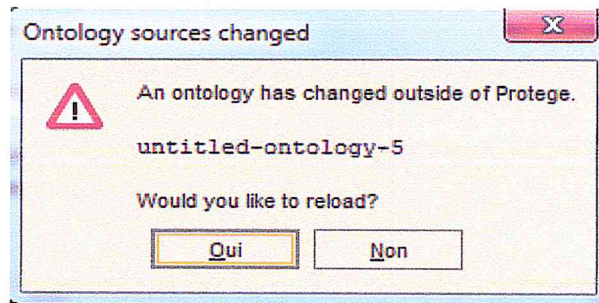 Ontology sources changed
An ontology has changed outside of Protege.
untitled-ontology-5
Would you like to reload?
Oui
Non